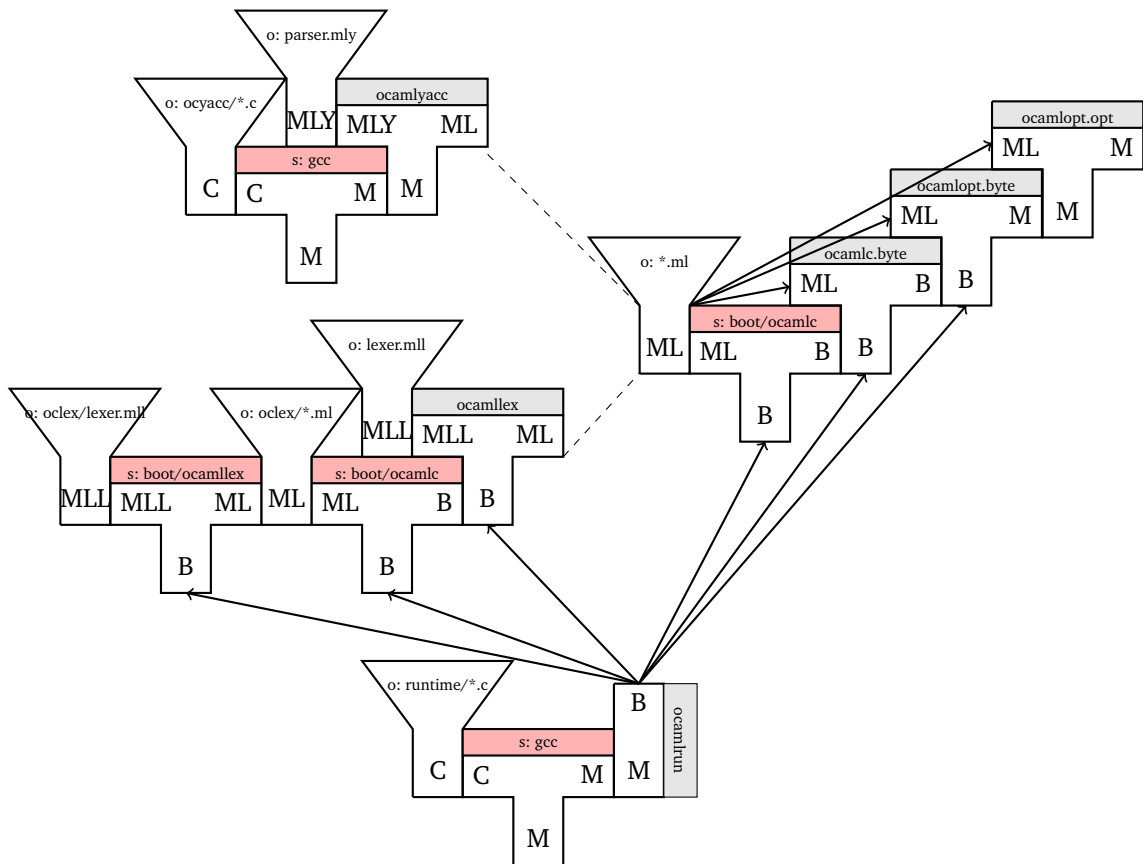 o: parser.mly
ocamlyacc
o: ocyacc/*.c
MLY MLY ML
s: gcc
C C M M
M
ocamlopt.opt
ML M
ocamlopt.byte
ML M M
o: *.ml
ocamlc.byte
ML B B
s: boot/ocamlc
ML ML B B
B
o: lexer.mll
ocamllex
o: oclex/lexer.mll
o: oclex/*.ml
MLL MLL ML
s: boot/ocamllex
s: boot/ocamlc
MLL MLL ML ML ML B B
B B
o: runtime/*.c
B
s: gcc
ocamlrun
C C M M
M